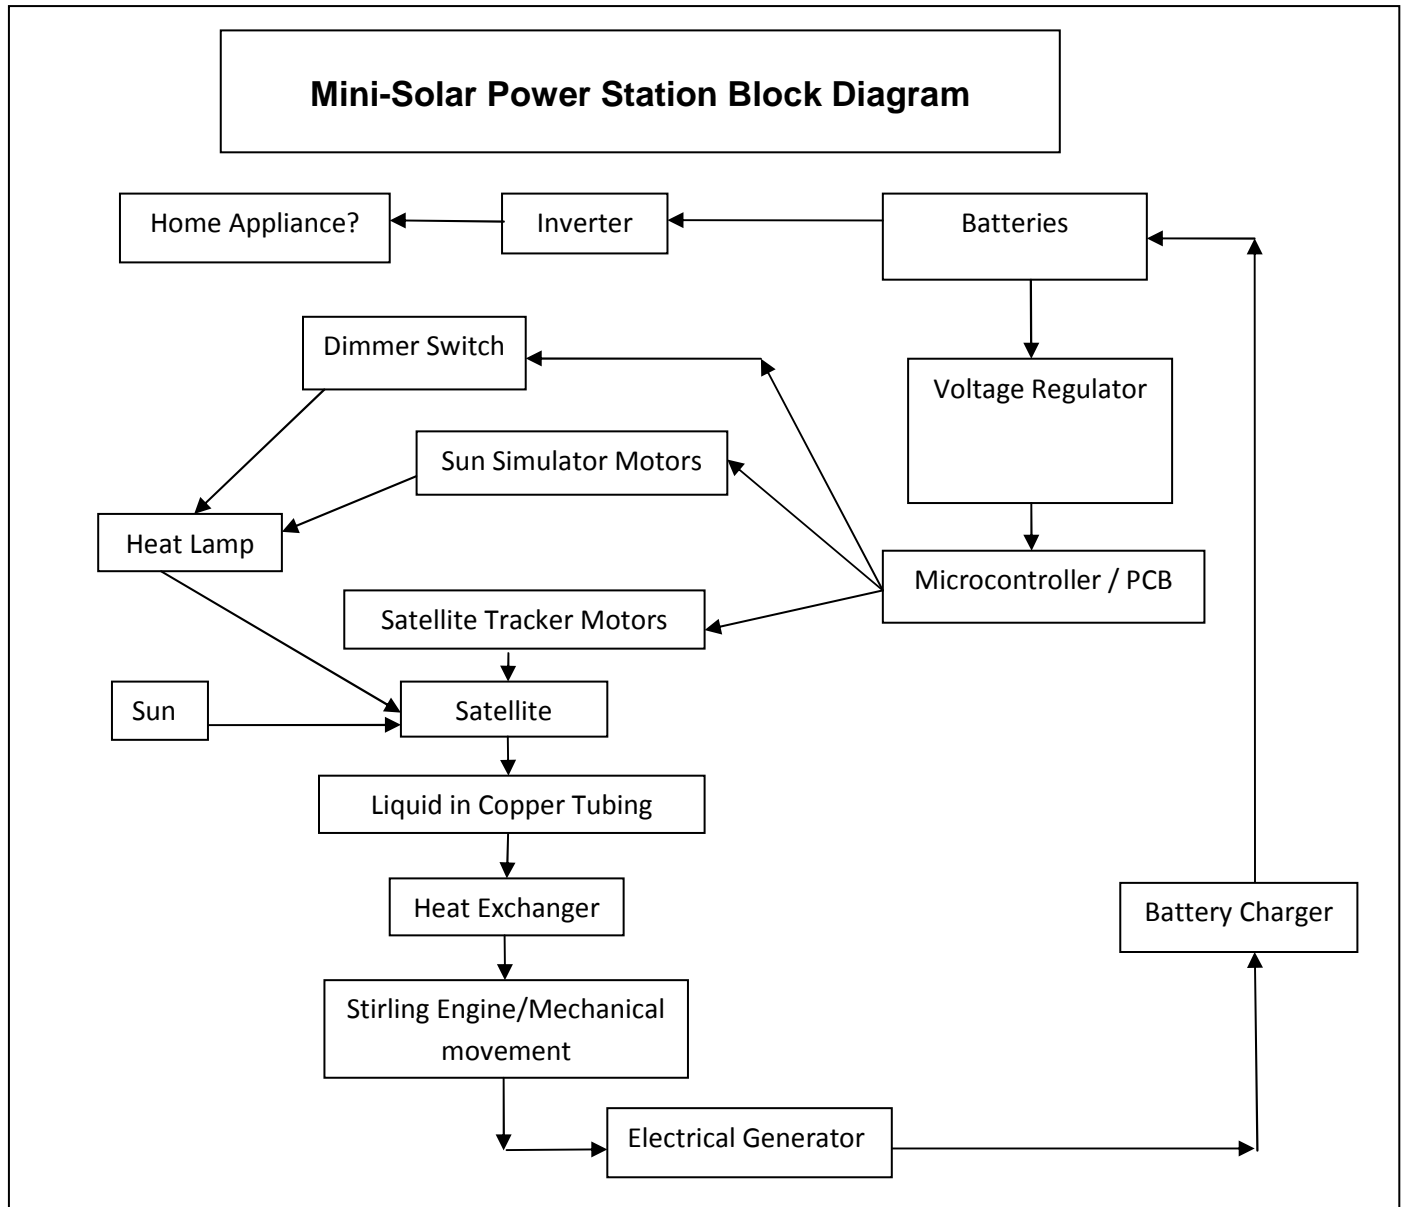 Mini-Solar Power Station Block Diagram
Home Appliance?
Inverter
Batteries
Dimmer Switch
Voltage Regulator
Sun Simulator Motors
Heat Lamp
Microcontroller / PCB
Satellite Tracker Motors
Sun
Satellite
Liquid in Copper Tubing
Heat Exchanger
Battery Charger
Stirling Engine/Mechanical
movement
Electrical Generator